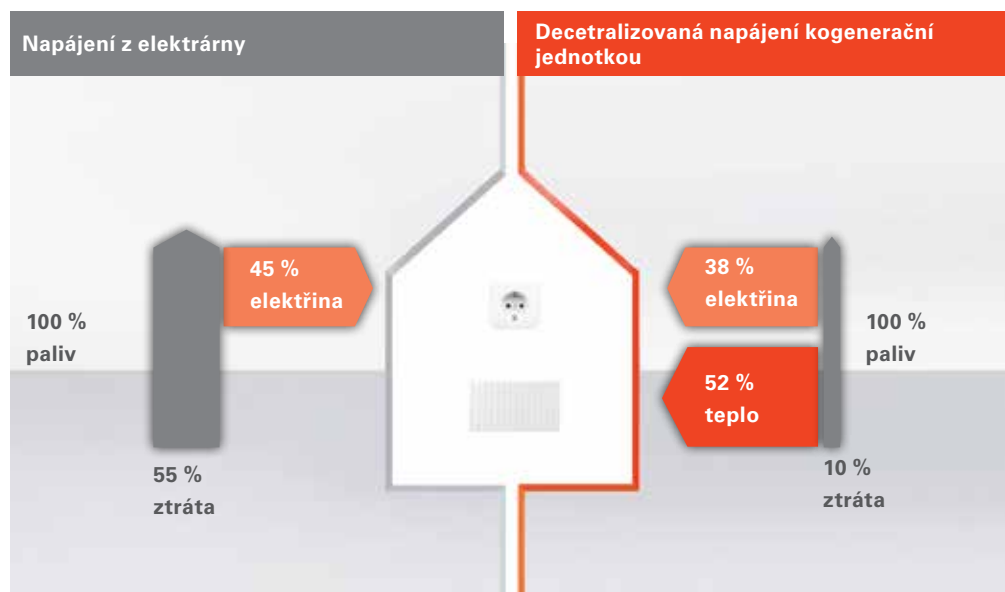 Napájení z elektrárny
Decetralizovaná napájení kogenerační
jednotkou
45 %
elektřina
100 %
paliv
55 %
ztráta
38 %
elektřina
52 %
teplo
100 %
paliv
10 %
ztráta